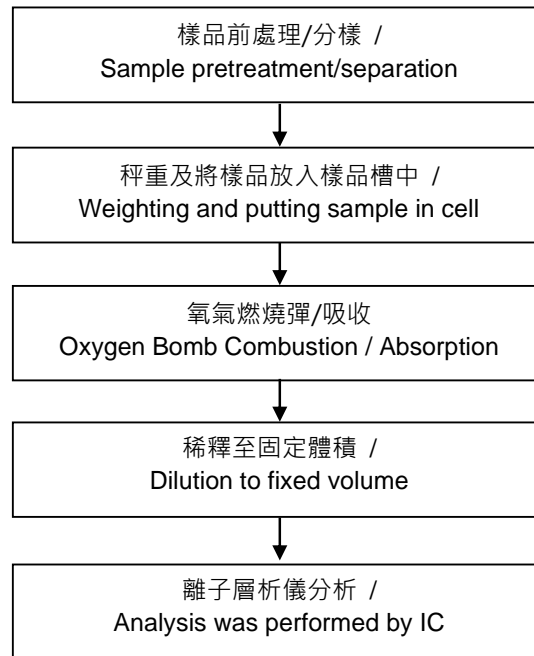 樣品前處理/分樣 /
Sample pretreatment/separation
秤重及將樣品放入樣品槽中 /
Weighting and putting sample in cell
氧氣燃燒彈/吸收
Oxygen Bomb Combustion / Absorption
稀釋至固定體積 /
Dilution to fixed volume
離子層析儀分析 /
Analysis was performed by IC